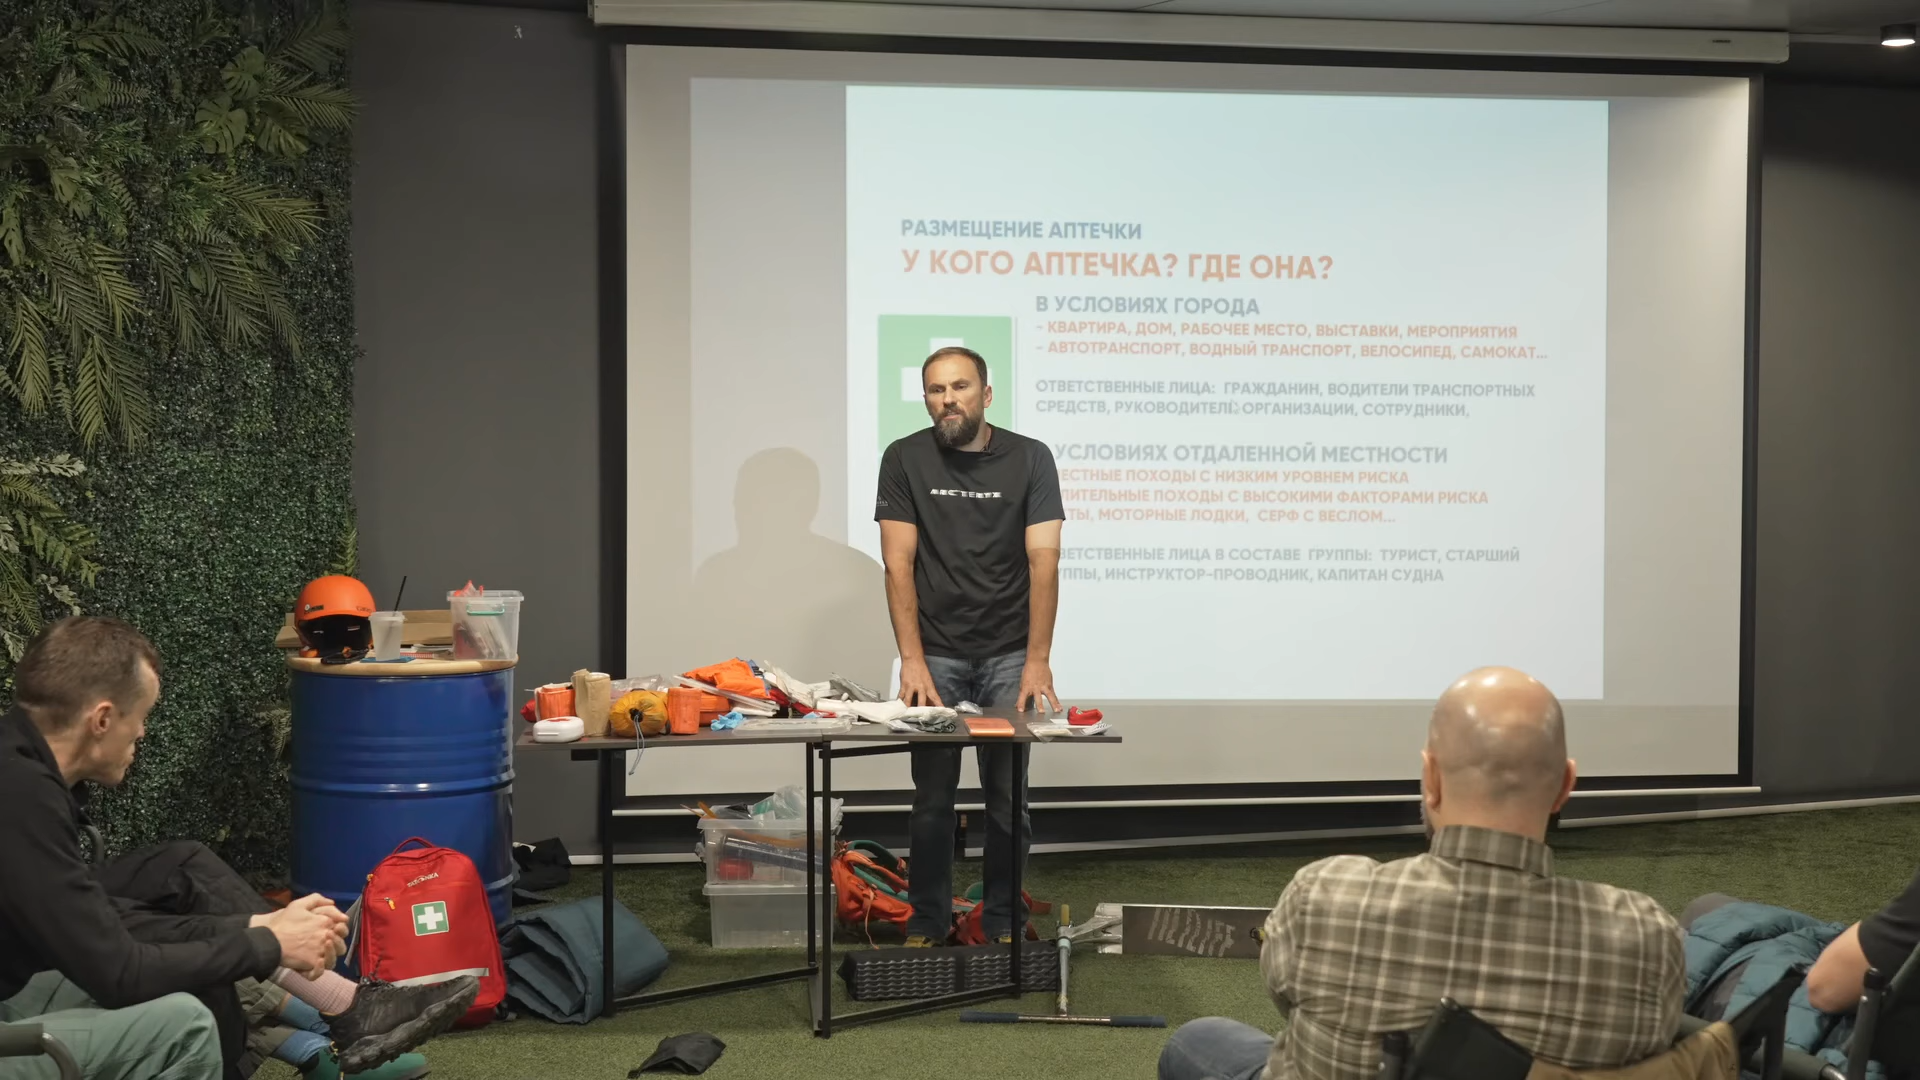 РАЗМЕЩЕНИЕ АПТЕЧКИ
У КОГО АПТЕЧКА? ГДЕ ОНА?
В УСЛОВИЯХ ГОРОДА
- КВАРТИРА, ДОМ, РАБОЧЕЕ МЕСТО, ВЫСТАВКИ, МЕРОПРИЯТИЯ
- АВТОТРАНСПОРТ, ВОДНЫЙ ТРАНСПОРТ, ВЕЛОСИПЕД, САМОКАТ...
ОТВЕТСТВЕННЫЕ ЛИЦА: ГРАЖДАНИН, ВОДИТЕЛИ ТРАНСПОРТНЫХ
СРЕДСТВ, РУКОВОДИТЕЛЬ ОРГАНИЗАЦИИ, СОТРУДНИКИ,
УСЛОВИЯХ ОТДАЛЕННОЙ МЕСТНОСТИ
ПОХОДЫ С НИЗКИМ УРОВНЕМ РИСКА
ПОХОДЫ С ВЫСОКИМИ ФАКТОРАМИ РИСКА
МОТОРНЫЕ ЛОДКИ, СЕРФ С ВЕСЛОМ...
ЛИЦА В СОСТАВЕ ГРУППЫ: ТУРИСТ, СТАРШИЙ
ИНСТРУКТОР-ПРОВОДНИК, КАПИТАН СУДНА
TATONKA